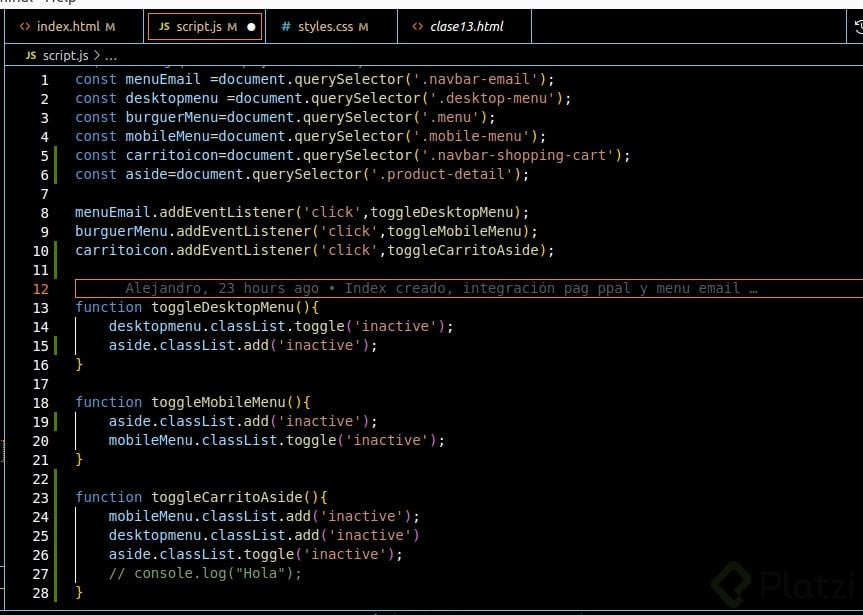 Help
index.html M
JS script.js M
# styles.css M
clase13.html
JS script.js > ...
1 const menuEmail =document.querySelector('.navbar-email');
2 const desktopmenu =document.querySelector('.desktop-menu');
3 const burguerMenu=document.querySelector('.menu');
4 const mobileMenu=document.querySelector('.mobile-menu');
5 const carritoicon=document.querySelector('.navbar-shopping-cart');
6 const aside=document.querySelector('.product-detail');
7
8 menuEmail.addEventListener('click',toggleDesktopMenu);
9 burguerMenu.addEventListener('click',toggleMobileMenu);
10 carritoicon.addEventListener('click',toggleCarritoAside);
11
12 Alejandro, 23 hours ago • Index creado, integración pag ppal y menu email …
13 function toggleDesktopMenu(){
14 desktopmenu.classList.toggle('inactive');
15 aside.classList.add('inactive');
16 }
17
18 function toggleMobileMenu(){
19 aside.classList.add('inactive');
20 mobileMenu.classList.toggle('inactive');
21 }
22
23 function toggleCarritoAside(){
24 mobileMenu.classList.add('inactive');
25 desktopmenu.classList.add('inactive')
26 aside.classList.toggle('inactive');
27 // console.log("Hola");
28 }
Platzi